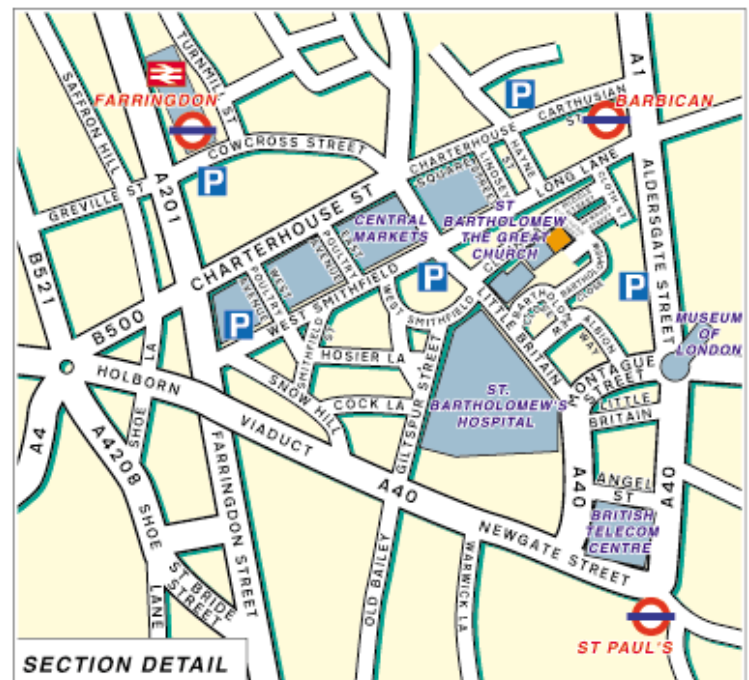 TURNMILL ST
A1
SAFFRON HILL
FARRINGDON
P
CARTHUSIAN ST
BARBICAN
COWCROSS STREET
CHARTERHOUSE
SQUARE
HAYNE ST
LINDSEY
LONG LANE
P
GREVILLE ST
A201
CLOTH ST
ALDERSGATE STREET
CHARTERHOUSE ST
CENTRAL
MARKETS
ST
BARTHOLOMEW
THE GREAT
CHURCH
B521
EAST
POULTRY
AVENUE
WEST
POULTRY
AVENUE
P
P
P
BARTHOLOMEW
CLOSE
WEST SMITHFIELD
WEST SMITHFIELD
LITTLE BRITAIN
ALBION
WAY
MUSEUM
OF
LONDON
B500
SMITHFIELD
ST
HOSIER LA
MONTAGUE
STREET
HOLBORN
VIADUCT
SNOW HILL
COCK LA
GILTSPUR STREET
ST.
BARTHOLOMEW'S
HOSPITAL
LITTLE
BRITAIN
A4
A420B
SHOE
LA
A40
A40
A40
ANGEL
ST
BRITISH
TELECOM
CENTRE
FARRINGDON STREET
NEWGATE STREET
SHOE
LANE
ST BRIDE
STREET
OLD BAILEY
WARWICK LA
ST PAUL'S
SECTION DETAIL